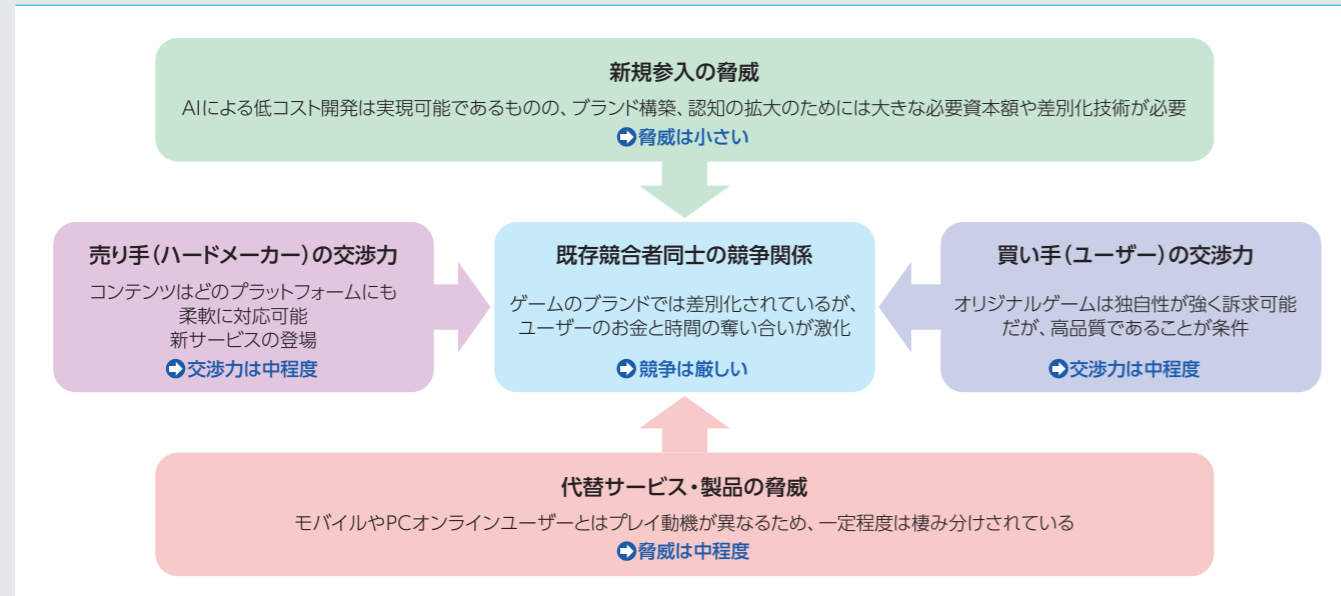 新規参入の脅威
AIによる低コスト開発は実現可能であるものの、ブランド構築、認知の拡大のためには大きな必要資本額や差別化技術が必要
脅威は小さい
売り手(ハードメーカー)の交渉力
コンテンツはどのプラットフォームにも
柔軟に対応可能
新サービスの登場
交渉力は中程度
既存競合者同士の競争関係
ゲームのブランドでは差別化されているが、
ユーザーのお金と時間の奪い合いが激化
競争は厳しい
買い手(ユーザー)の交渉力
オリジナルゲームは独自性が強く訴求可能
だが、高品質であることが条件
交渉力は中程度
代替サービス・製品の脅威
モバイルやPCオンラインユーザーとはプレイ動機が異なるため、一定程度は棲み分けされている
脅威は中程度